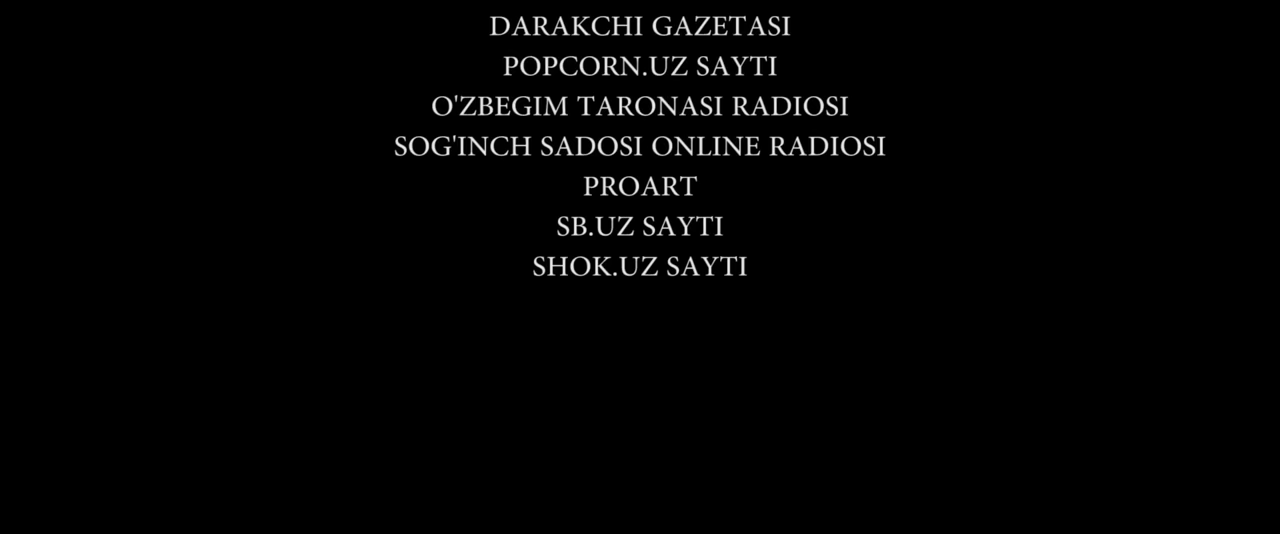 DARAKCHI GAZETASI
POPCORN.UZ SAYTI
O'ZBEGIM TARONASI RADIOSI
SOG'INCH SADOSI ONLINE RADIOSI
PROART
SB.UZ SAYTI
SHOK.UZ SAYTI